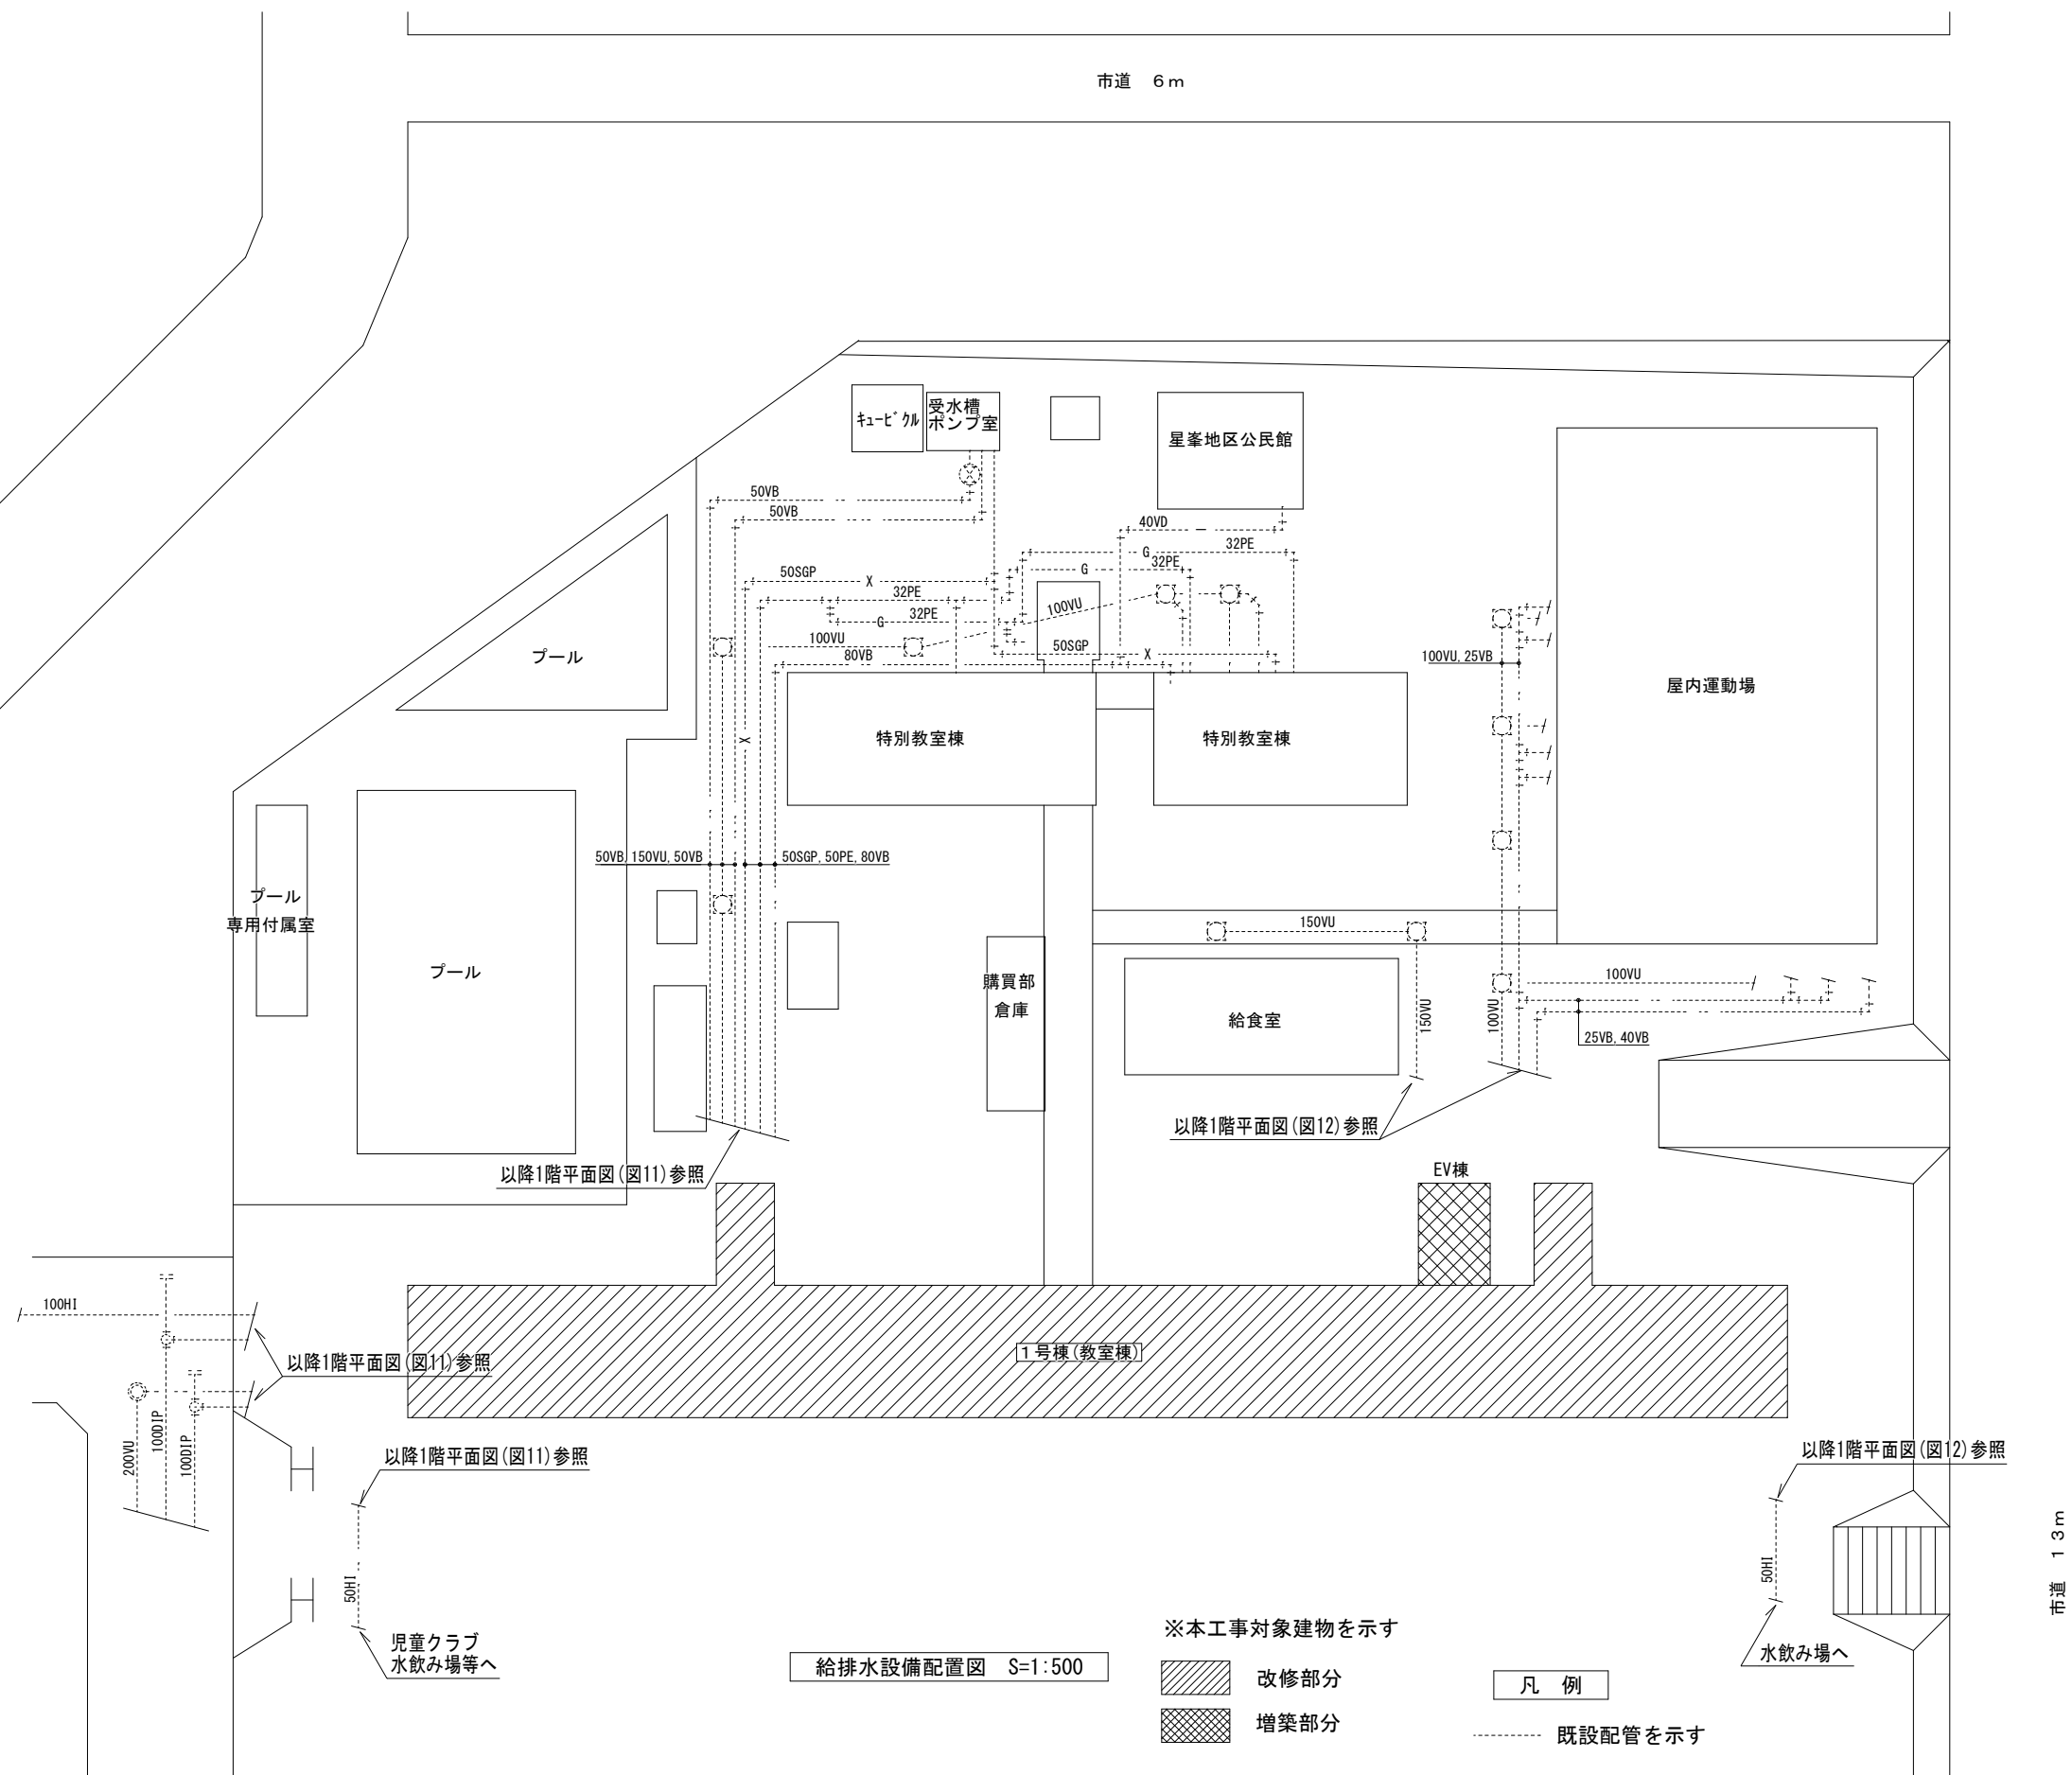 市道　６ｍ
ｷｭｰﾋﾞｸﾙ
受水槽
ポンプ室
星峯地区公民館
50VB
50VB
40VD
32PE
G
32PE
G
50SGP
X
32PE
32PE
G
100VU
100VU
50SGP
X
80VB
100VU,25VB
屋内運動場
プール
特別教室棟
特別教室棟
X
50VB,150VU,50VB
50SGP,50PE,80VB
プール
専用付属室
プール
150VU
購買部
倉庫
給食室
150VU
100VU
100VU
25VB,40VB
以降1階平面図(図12)参照
以降1階平面図(図11)参照
EV棟
100HI
以降1階平面図(図11)参照
１号棟(教室棟)
200VU
100DIP
100DIP
以降1階平面図(図11)参照
以降1階平面図(図12)参照
50HI
50HI
市道　１３ｍ
児童クラブ
水飲み場等へ
水飲み場へ
給排水設備配置図　S=1:500
※本工事対象建物を示す
改修部分
増築部分
凡　例
既設配管を示す